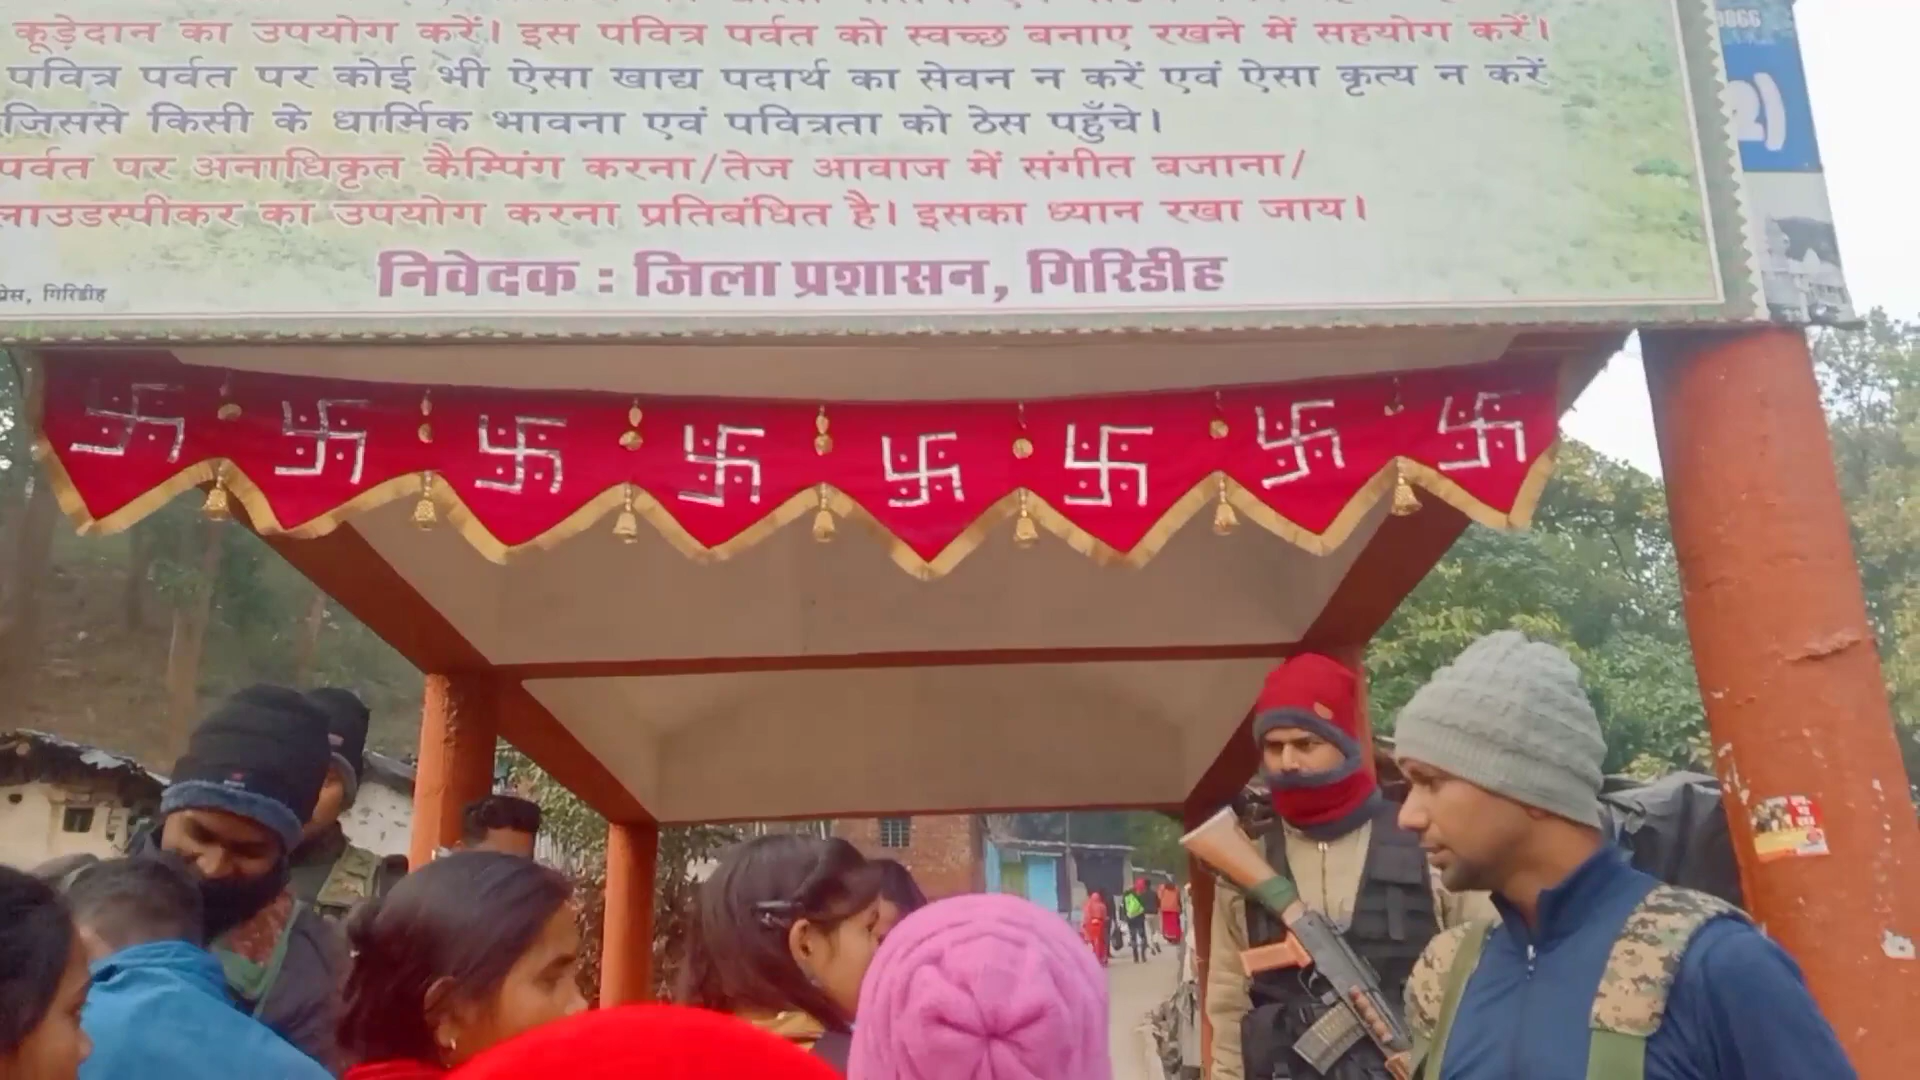 कूड़ेदान का उपयोग करें। इस पवित्र पर्वत को स्वच्छ बनाए रखने में सहयोग करें।
पवित्र पर्वत पर कोई भी ऐसा खाद्य पदार्थ का सेवन न करें एवं ऐसा कृत्य न करें
जिससे किसी के धार्मिक भावना एवं पवित्रता को ठेस पहुँचे।
पर्वत पर अनाधिकृत कैम्पिंग करना/तेज आवाज में संगीत बजाना/
लाउडस्पीकर का उपयोग करना प्रतिबंधित है। इसका ध्यान रखा जाय।
निवेदक : जिला प्रशासन, गिरिडीह
प्रेस, गिरिडीह